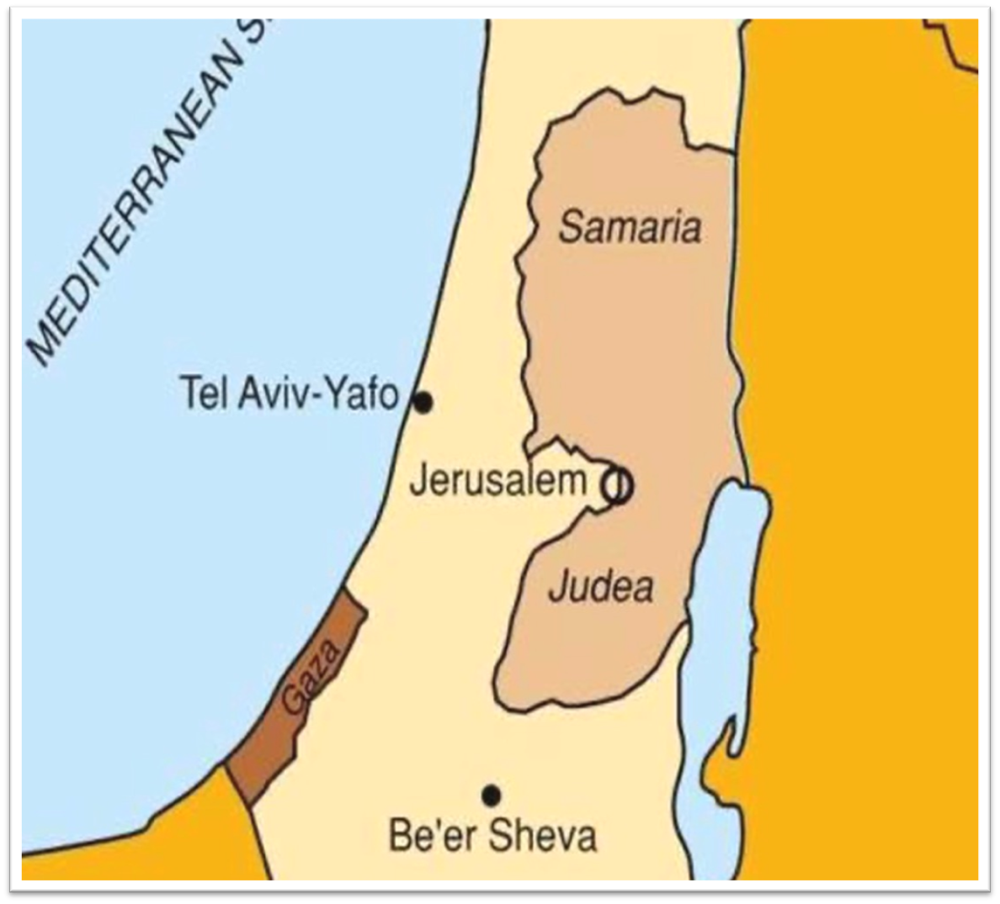 MEDITERRANEAN S
Samaria
Tel Aviv-Yafo
Jerusalem
Judea
Gaza
Be'er Sheva